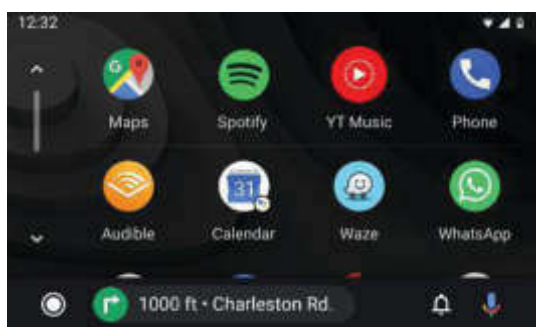 12:32
Maps Spotify YT Music Phone
31
Audible Calendar Waze WhatsApp
1000 ft • Charleston Rd.